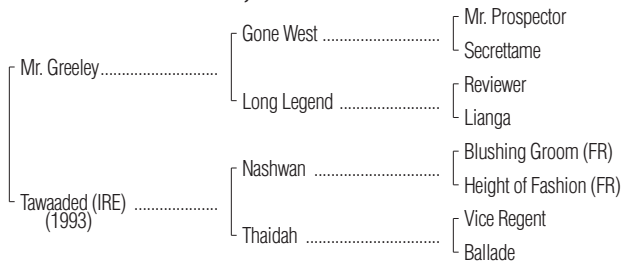 Mr. Prospector
Gone West ............................
Secrettame
Mr. Greeley............................
Reviewer
Long Legend ........................
Lianga
Blushing Groom (FR)
Nashwan ..............................
Height of Fashion (FR)
Tawaaded (IRE) ....................
(1993)
Vice Regent
Thaidah ................................
Ballade